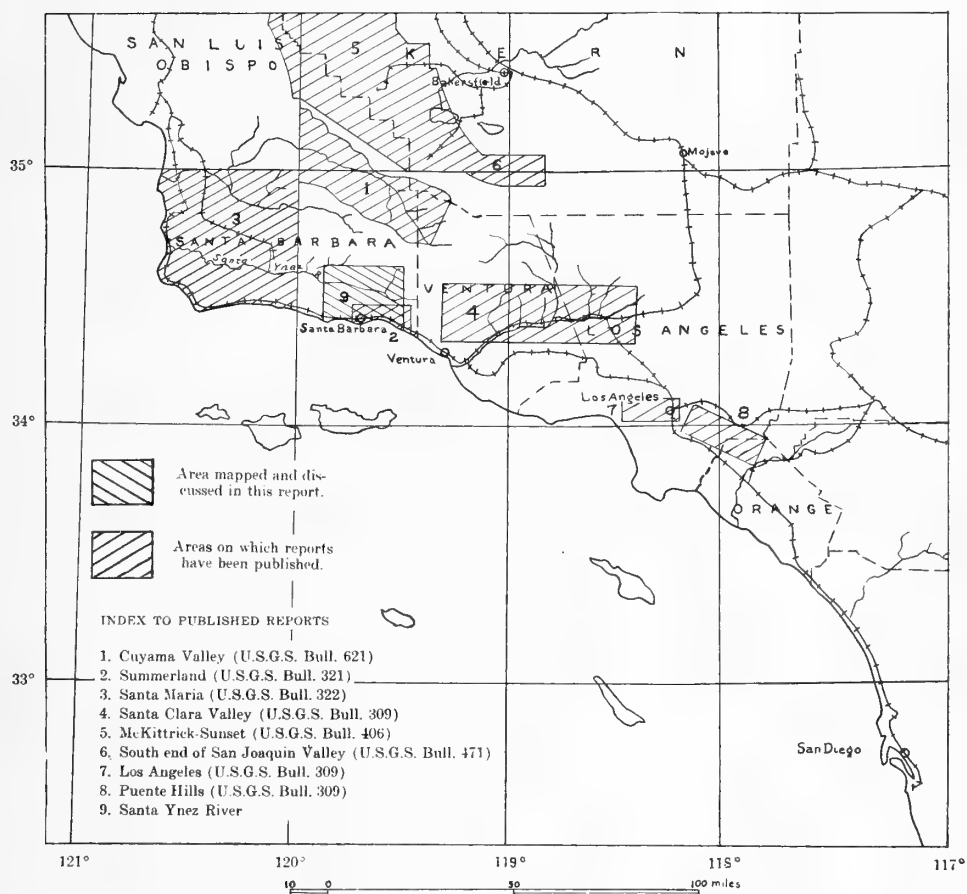 SAN LUIS
OBISPO
5
K E R N
Bakersfield
35°
6
Mojave
1
3
SANTA BARBARA
Santa Ynez
9
VENTURA
4
Santa Barbara
2
LOS ANGELES
Ventura
Los Angeles
7
8
34°
Area mapped and dis-
cussed in this report.
Areas on which reports
have been published.
ORANGE
INDEX TO PUBLISHED REPORTS
1. Cuyama Valley (U.S.G.S. Bull. 621)
2. Summerland (U.S.G.S. Bull. 321)
3. Santa Maria (U.S.G.S. Bull. 322)
4. Santa Clara Valley (U.S.G.S. Bull. 309)
5. McKittrick-Sunset (U.S.G.S. Bull. 406)
6. South end of San Joaquin Valley (U.S.G.S. Bull. 471)
7. Los Angeles (U.S.G.S. Bull. 309)
8. Puente Hills (U.S.G.S. Bull. 309)
9. Santa Ynez River
33°
San Diego
121° 120° 119° 118° 117°
10 0 50 100 miles